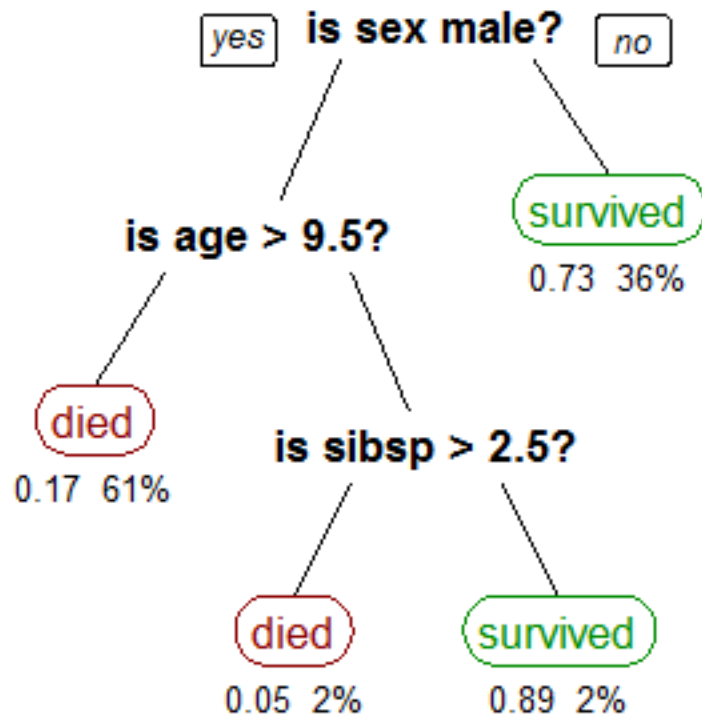 yes is sex male? no
survived
0.73 36%
is age > 9.5?
died
0.17 61%
is sibsp > 2.5?
died
0.05 2%
survived
0.89 2%